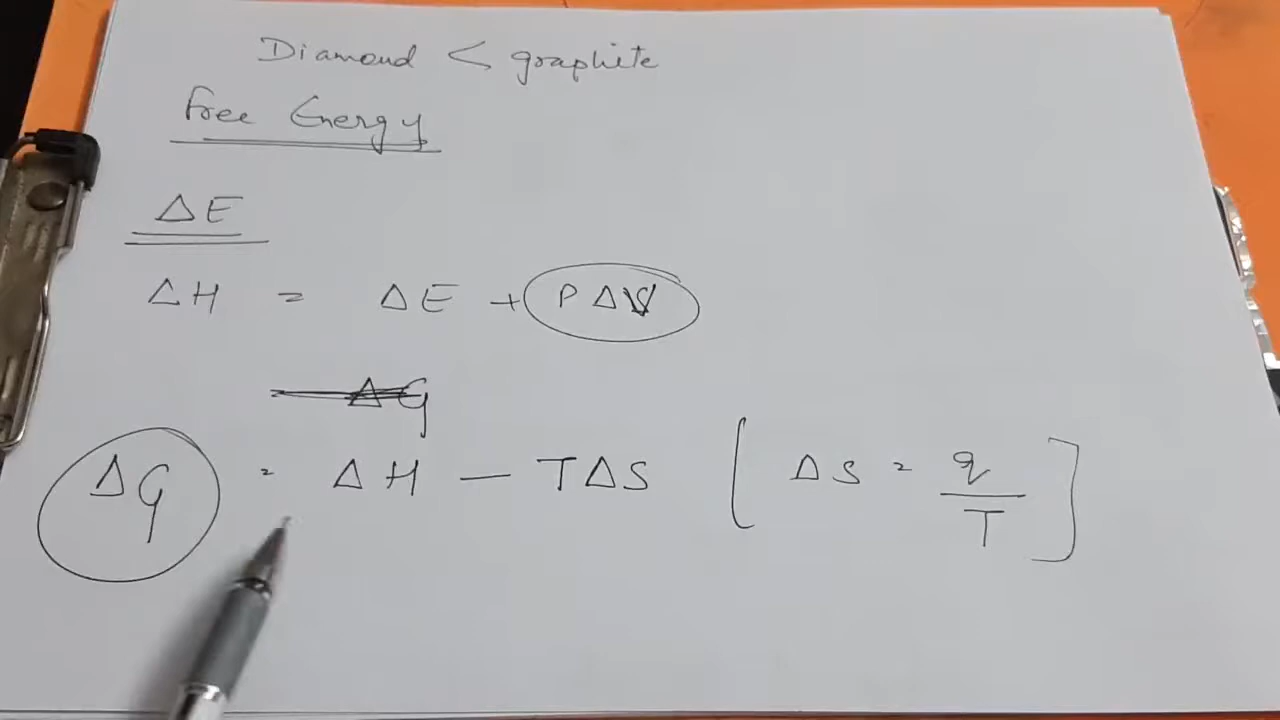 Diamond < graphite
Free Energy
ΔE
ΔH = ΔE + PΔV
ΔG
ΔG = ΔH - TΔS [ ΔS = q/T ]